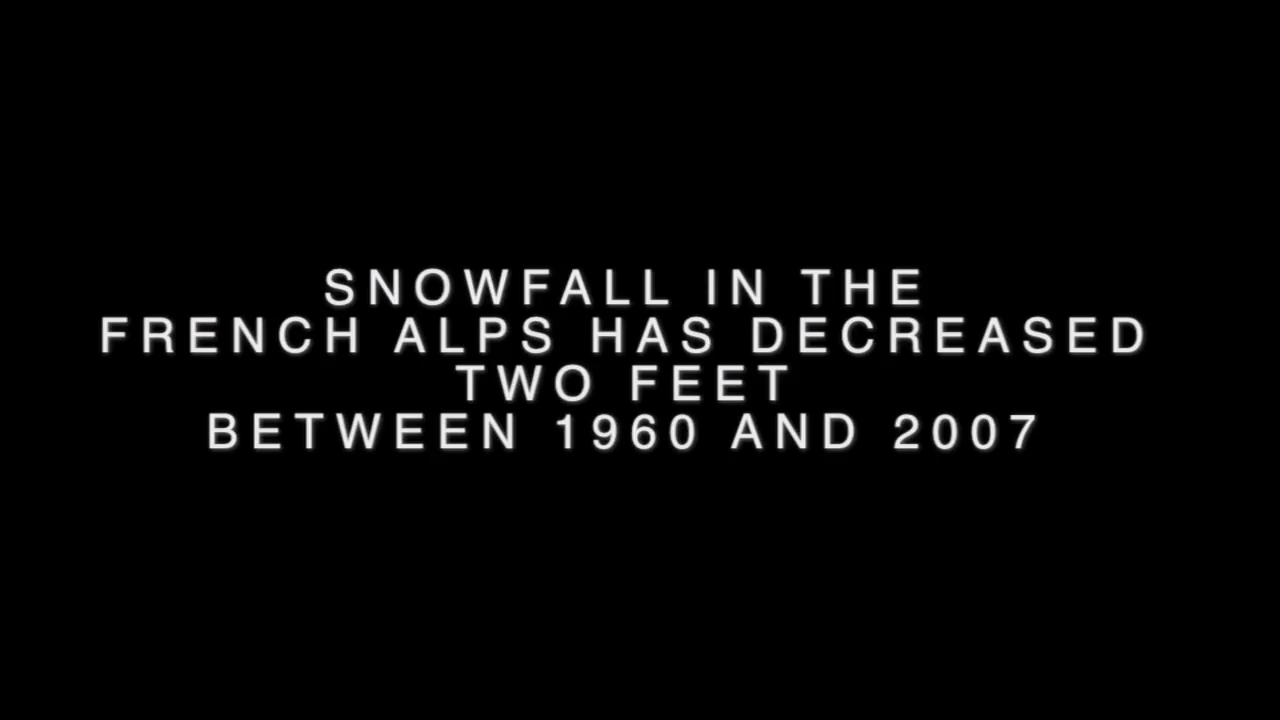 SNOWFALL IN THE
FRENCH ALPS HAS DECREASED
TWO FEET
BETWEEN 1960 AND 2007